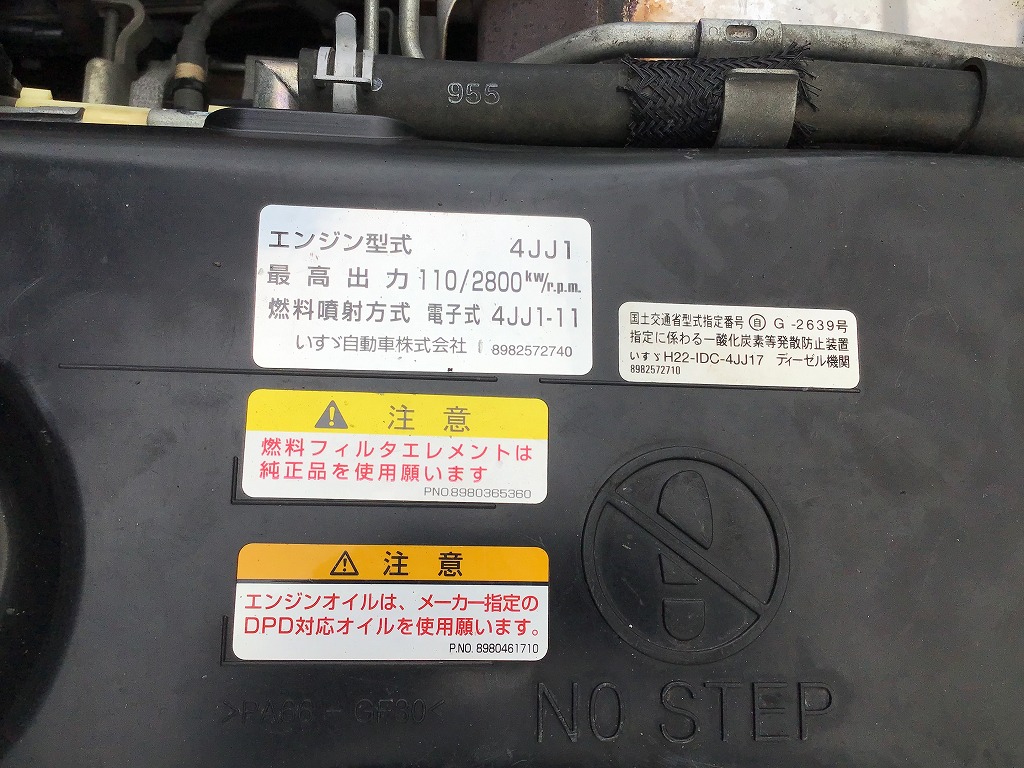 955
エンジン型式 4JJ1
最高出力 110/2800kw/r.p.m.
燃料噴射方式 電子式 4JJ1-11
いすゞ自動車株式会社 8982572740
国土交通省型式指定番号 自 G-2639号
指定に係わる一酸化炭素等発散防止装置
いすゞ H22-IDC-4JJ17 ディーゼル機関
8982572710
注意
燃料フィルタエレメントは
純正品を使用願います
PNO8980365360
注意
エンジンオイルは、メーカー指定の
DPD対応オイルを使用願います。
P.NO. 8980461710
>PA66-GF30<
NO STEP